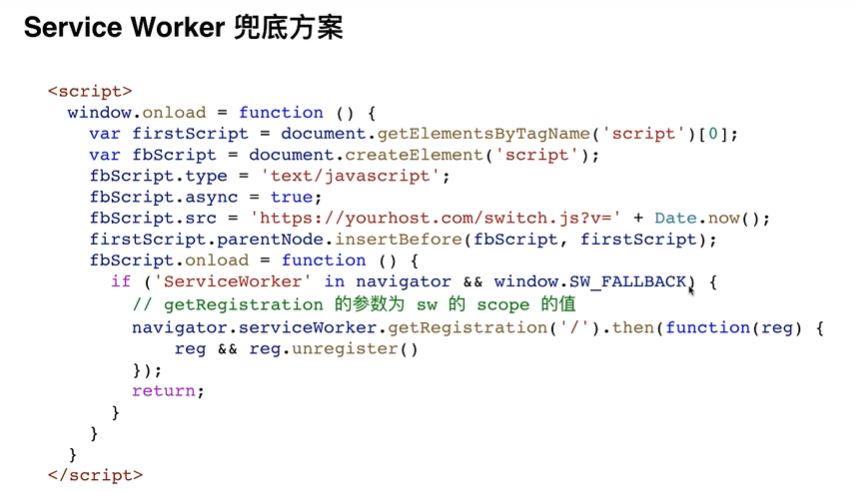 Service Worker 兜底方案
<script>
window.onload = function () {
var firstScript = document.getElementsByTagName('script')[0];
var fbScript = document.createElement('script');
fbScript.type = 'text/javascript';
fbScript.async = true;
fbScript.src = 'https://yourhost.com/switch.js?v=' + Date.now();
firstScript.parentNode.insertBefore(fbScript, firstScript);
fbScript.onload = function () {
if ('ServiceWorker' in navigator && window.SW_FALLBACK) {
// getRegistration 的参数为 sw 的 scope 的值
navigator.serviceWorker.getRegistration('/').then(function(reg) {
reg && reg.unregister()
});
return;
}
}
}
</script>